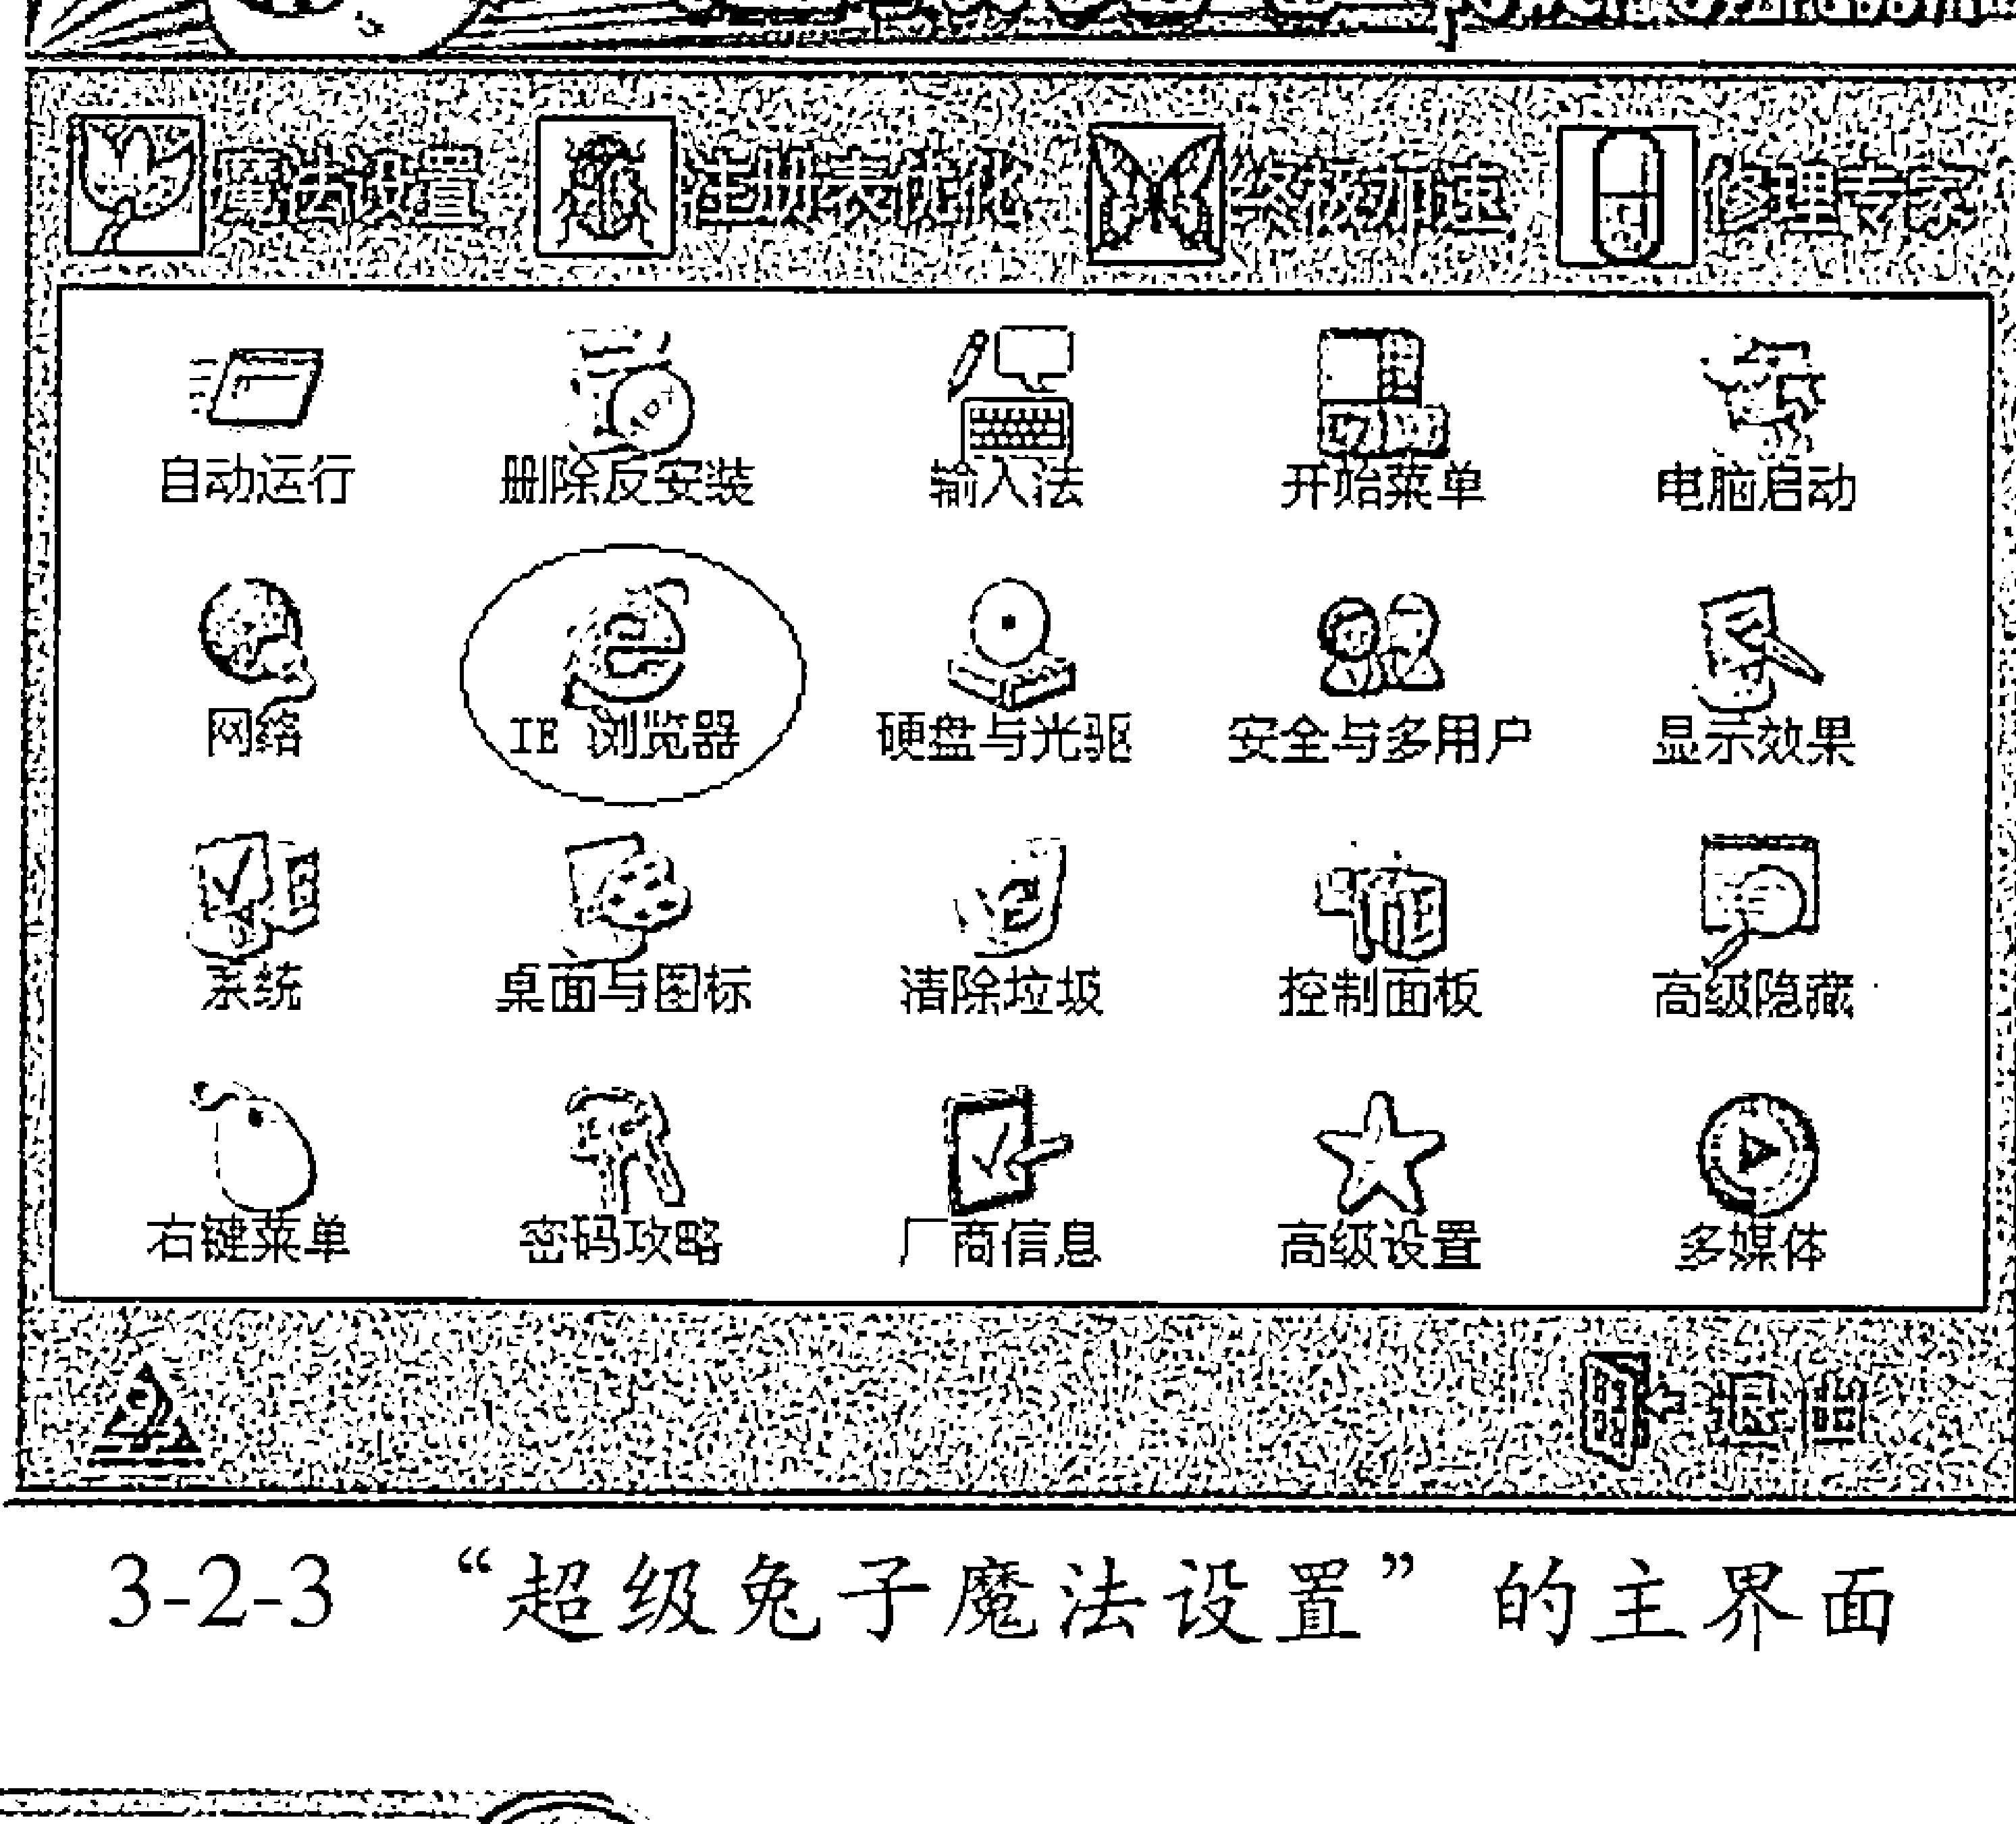 魔法设置 注册表优化 终极加速 修理专家
自动运行 删除反安装 输入法 开始菜单 电脑启动
网络 IE 浏览器 硬盘与光驱 安全与多用户 显示效果
系统 桌面与图标 清除垃圾 控制面板 高级隐藏
右键菜单 密码攻略 厂商信息 高级设置 多媒体
退出
3-2-3 “超级兔子魔法设置” 的主界面